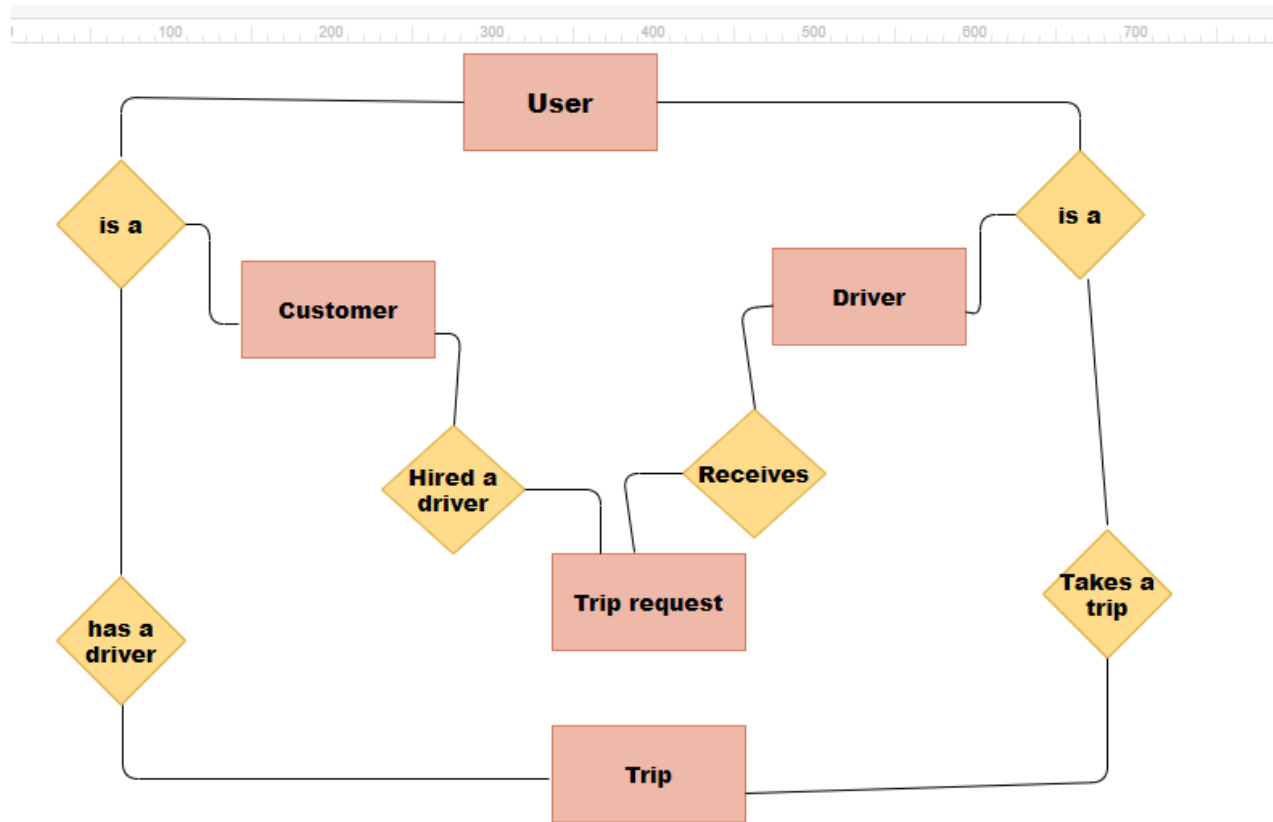 100 200 300 400 500 600 700
User
is a
is a
Customer
Driver
Hired a
driver
Receives
Trip request
Takes a
trip
has a
driver
Trip